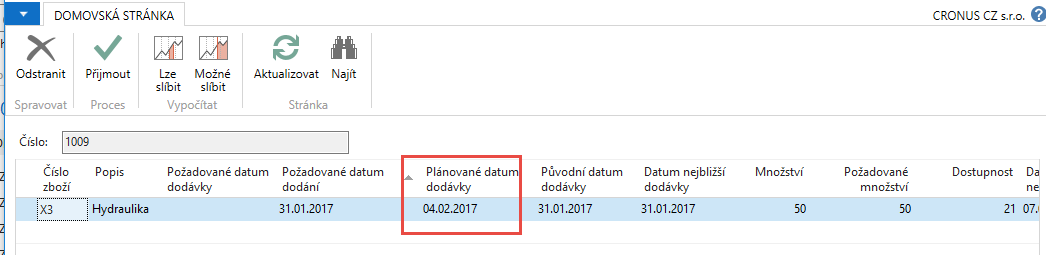 DOMOVSKÁ STRÁNKA CRONUS CZ s.r.o. ?
Odstranit Přijmout Lze slíbit Možné slíbit Aktualizovat Najít
Spravovat Proces Vypočítat Stránka
Číslo: 1009
Číslo zboží Popis Požadované datum dodávky Požadované datum dodání Plánované datum dodávky Původní datum dodávky Datum nejbližší dodávky Množství Požadované množství Dostupnost
X3 Hydraulika 31.01.2017 04.02.2017 31.01.2017 31.01.2017 50 50 21